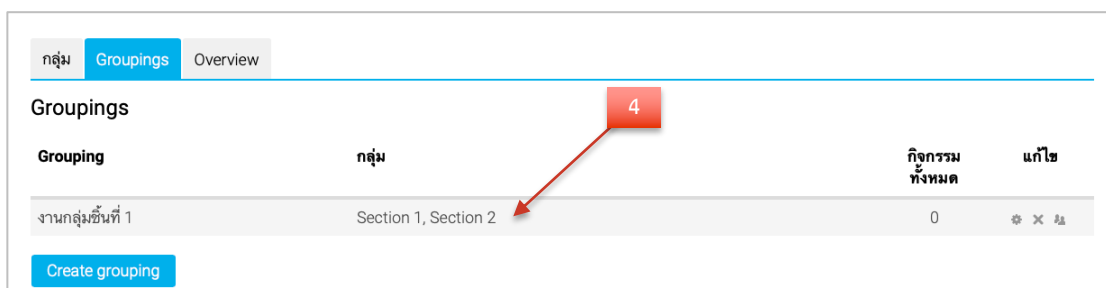 กลุ่ม Groupings Overview
Groupings
4
Grouping กลุ่ม กิจกรรม แก้ไข
ทั้งหมด
งานกลุ่มชิ้นที่ 1 Section 1, Section 2 0
Create grouping